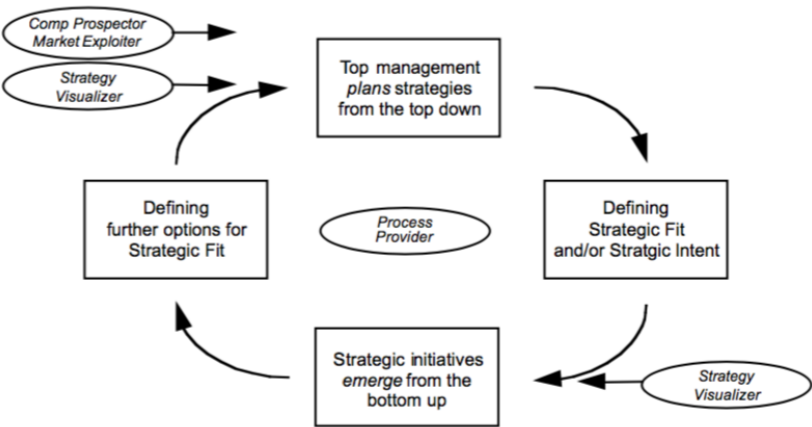 Comp Prospector
Market Exploiter
Strategy
Visualizer
Top management
plans strategies
from the top down
Defining
further options for
Strategic Fit
Process
Provider
Defining
Strategic Fit
and/or Stratgic Intent
Strategic initiatives
emerge from the
bottom up
Strategy
Visualizer